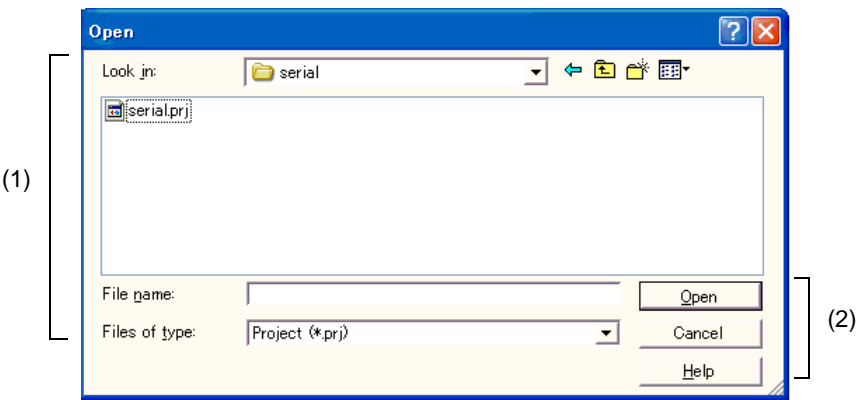 Open
Look in:
serial
serial.prj
(1)
File name:
Open
Files of type:
Project (*.prj)
Cancel
(2)
Help